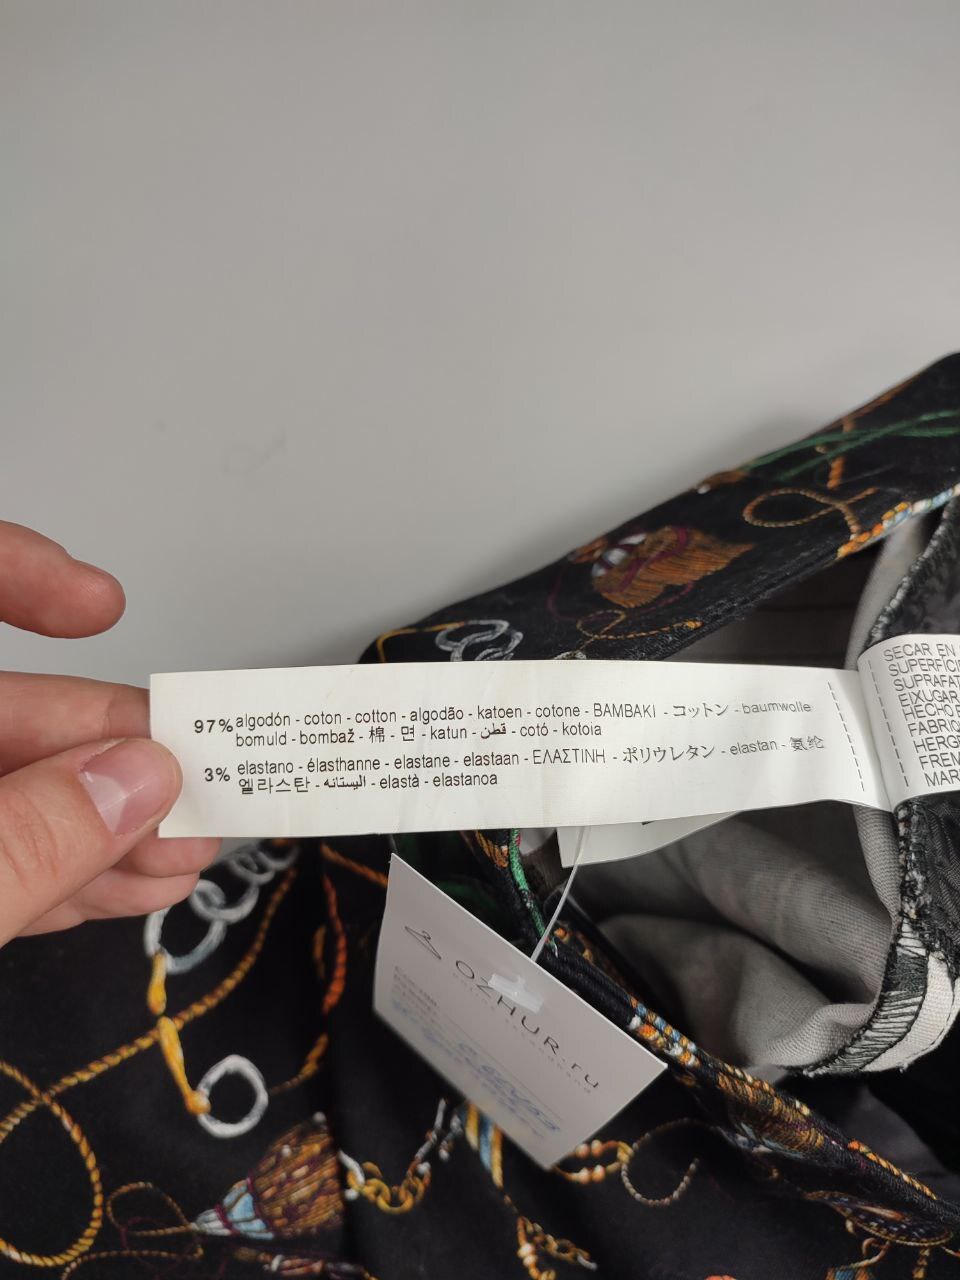 97% algodón - coton - cotton - algodão - katoen - cotone - BAMBAKI - コットン - baumwolle
bomuld - bombaž - 棉 - 면 - katun - قطن - cotó - kotoia
3% elastano - élasthanne - elastane - elastaan - ΕΛΑΣΤΙΝΗ - ポリウレタン - elastan - 氨纶
엘라스탄 - اليستانه - elastà - elastanoa
SECAR EN
SUPERFÍCIE
SUPRAFAT
EIXUGAR
HECHO
FABRIQ
HERGE
FREM
MAR
OZHUR.ru